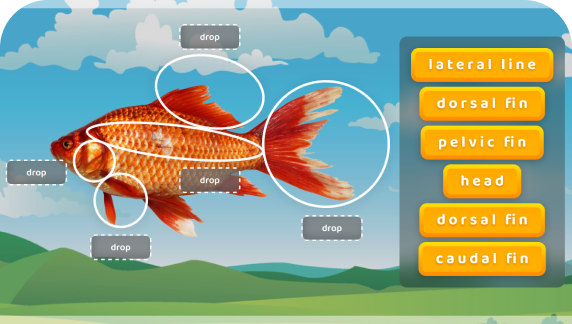 drop
lateral line
dorsal fin
pelvic fin
drop
drop
head
dorsal fin
drop
drop
caudal fin